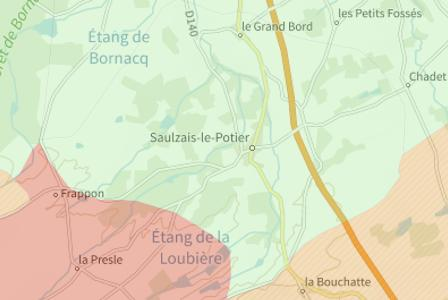 les Petits Fossés
D140
le Grand Bord
Étang de
Bornacq
Chadet
Saulzais-le-Potier
Frappon
Étang de la
Loubière
la Presle
la Bouchatte